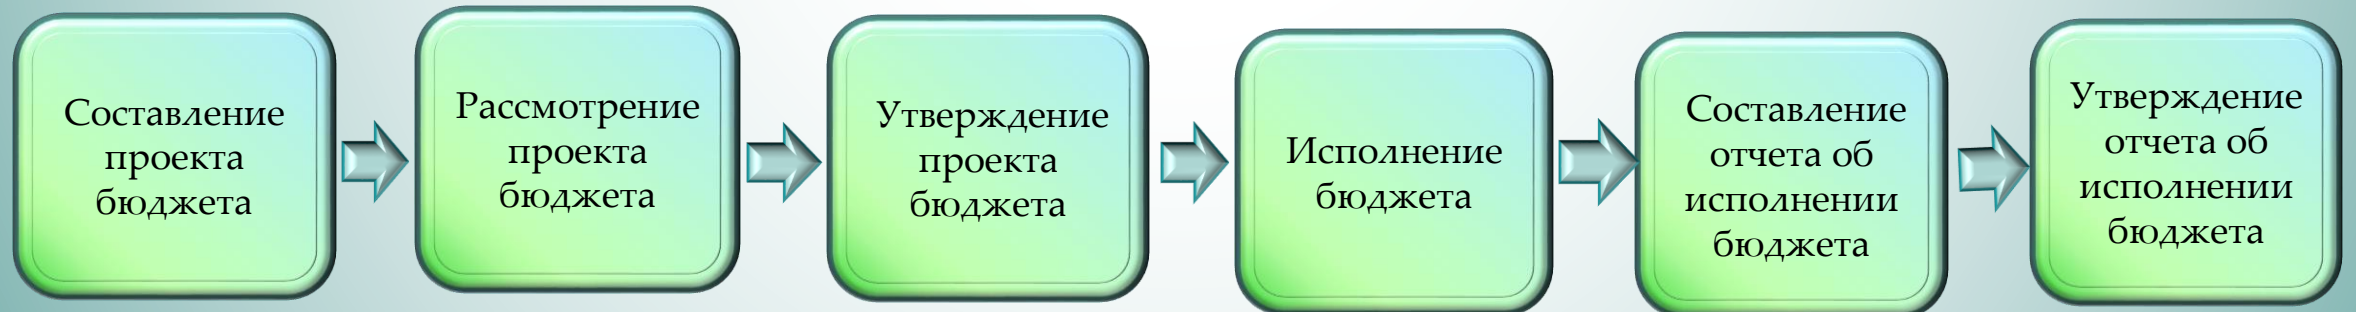 Составление
проекта
бюджета
Рассмотрение
проекта
бюджета
Утверждение
проекта
бюджета
Исполнение
бюджета
Составление
отчета об
исполнении
бюджета
Утверждение
отчета об
исполнении
бюджета